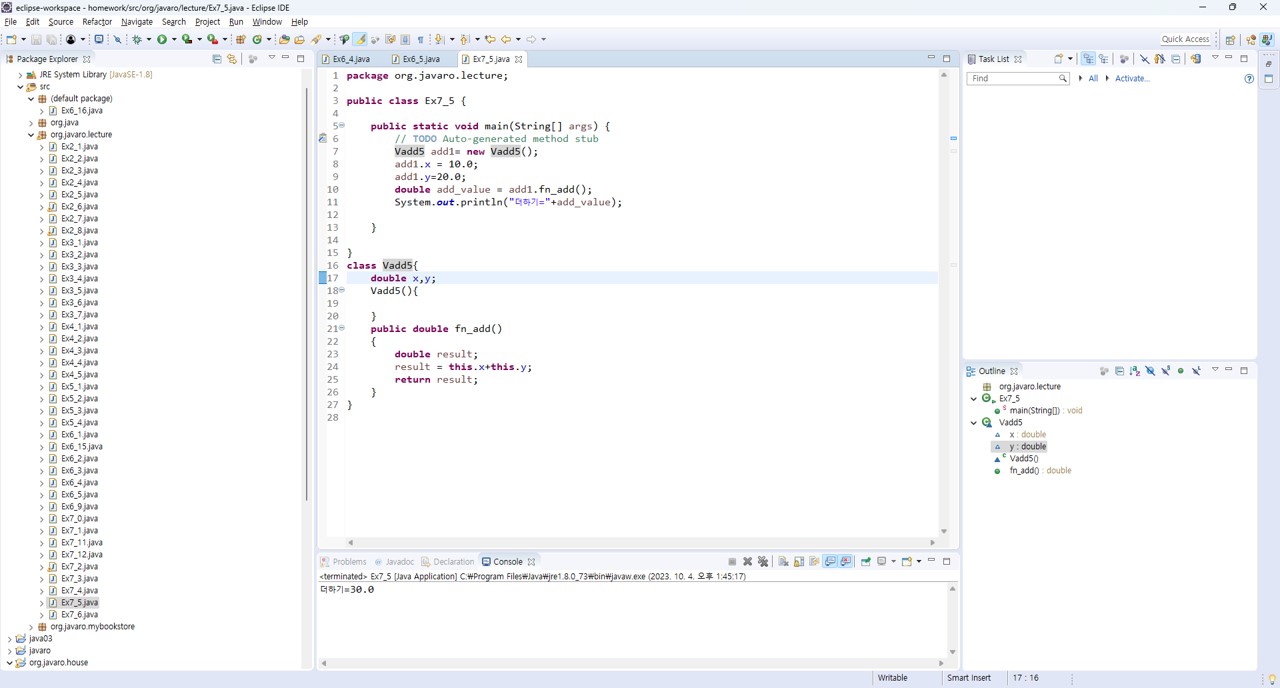 eclipse-workspace - homework/src/org/javaro/lecture/Ex7_5.java - Eclipse IDE
File Edit Source Refactor Navigate Search Project Run Window Help
Quick Access
Package Explorer
JRE System Library [JavaSE-1.8]
src
(default package)
Ex6_16.java
org.java
org.javaro.lecture
Ex2_1.java
Ex2_2.java
Ex2_3.java
Ex2_4.java
Ex2_5.java
Ex2_6.java
Ex2_7.java
Ex2_8.java
Ex3_1.java
Ex3_2.java
Ex3_3.java
Ex3_4.java
Ex3_5.java
Ex3_6.java
Ex3_7.java
Ex4_1.java
Ex4_2.java
Ex4_3.java
Ex4_4.java
Ex4_5.java
Ex5_1.java
Ex5_2.java
Ex5_3.java
Ex5_4.java
Ex6_1.java
Ex6_15.java
Ex6_2.java
Ex6_3.java
Ex6_4.java
Ex6_5.java
Ex6_9.java
Ex7_0.java
Ex7_1.java
Ex7_11.java
Ex7_12.java
Ex7_2.java
Ex7_3.java
Ex7_4.java
Ex7_5.java
Ex7_6.java
org.javaro.mybookstore
java03
javaro
org.javaro.house
Ex6_4.java Ex6_5.java Ex7_5.java
1 package org.javaro.lecture;
2
3 public class Ex7_5 {
4
5 public static void main(String[] args) {
6 // TODO Auto-generated method stub
7 Vadd5 add1= new Vadd5();
8 add1.x = 10.0;
9 add1.y=20.0;
10 double add_value = add1.fn_add();
11 System.out.println("더하기="+add_value);
12
13 }
14
15 }
16 class Vadd5{
17 double x,y;
18 Vadd5(){
19
20 }
21 public double fn_add()
22 {
23 double result;
24 result = this.x+this.y;
25 return result;
26 }
27 }
28
Problems Javadoc Declaration Console
<terminated> Ex7_5 [Java Application] C:₩Program Files₩Java₩jre1.8.0_73₩bin₩javaw.exe (2023. 10. 4. 오후 1:45:17)
더하기=30.0
Task List
Find All Activate...
Outline
org.javaro.lecture
Ex7_5
main(String[]) : void
Vadd5
x : double
y : double
Vadd5()
fn_add() : double
Writable Smart Insert 17 : 16